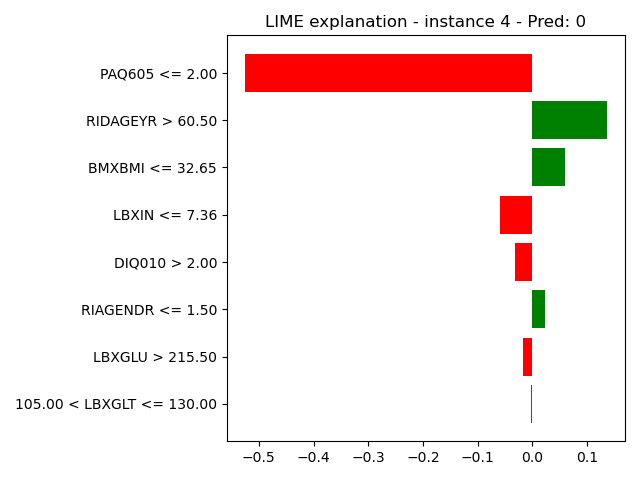 LIME explanation - instance 4 - Pred: 0
PAQ605 <= 2.00
RIDAGEYR > 60.50
BMXBMI <= 32.65
LBXIN <= 7.36
DIQ010 > 2.00
RIAGENDR <= 1.50
LBXGLU > 215.50
105.00 < LBXGLT <= 130.00
−0.5 −0.4 −0.3 −0.2 −0.1 0.0 0.1